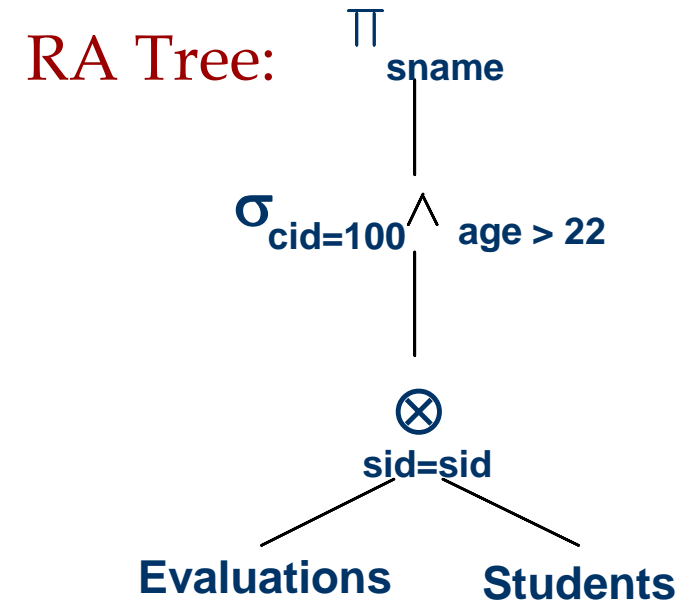 RA Tree: Π sname
σ cid=100 ∧ age > 22
⊗
sid=sid
Evaluations Students